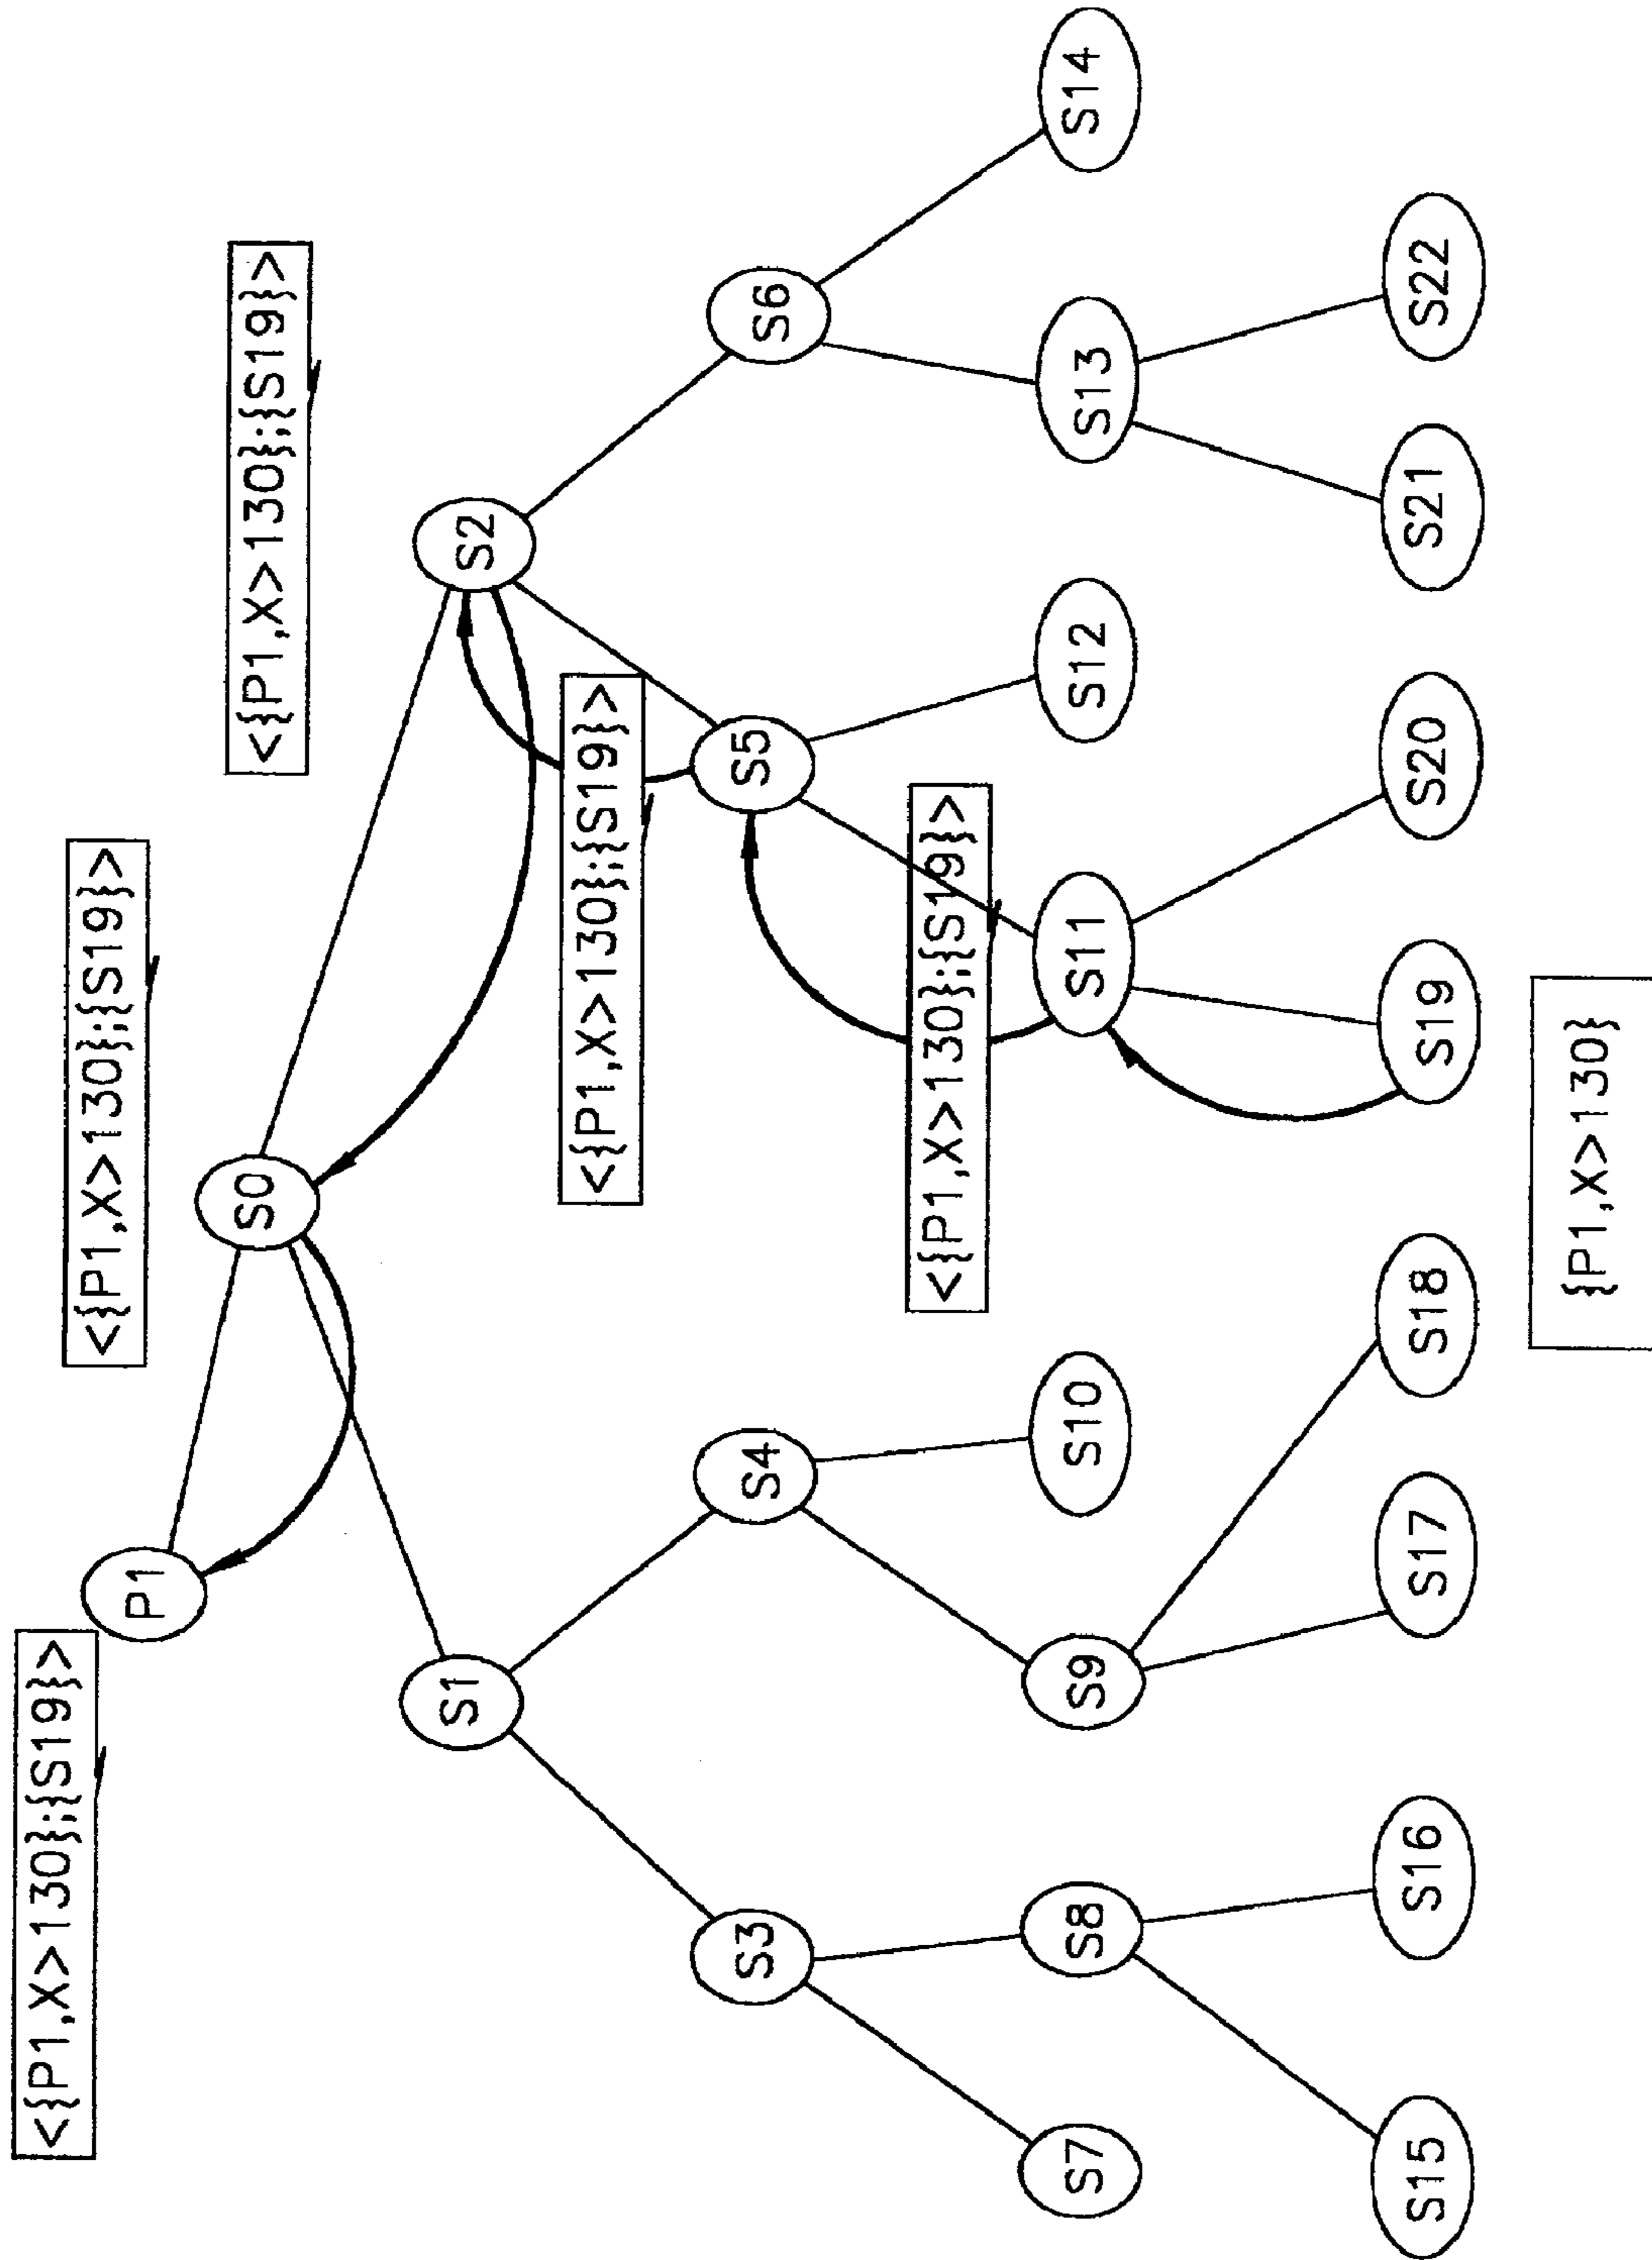 <{P1,X>130};{S19}>
P1
<{P1,X>130};{S19}>
S0
<{P1,X>130};{S19}>
S1
S2
<{P1,X>130};{S19}>
S3
S4
S5
S6
<{P1,X>130};{S19}>
S7
S8
S9
S10
S11
S12
S13
S14
S15
S16
S17
S18
S19
S20
S21
S22
{P1,X>130}